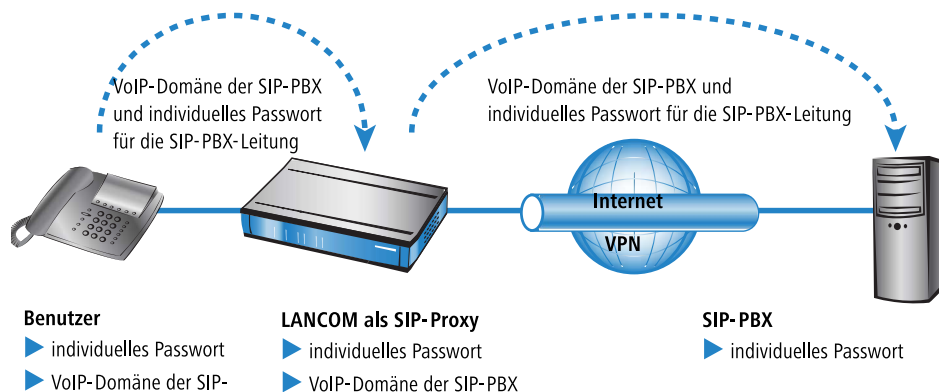 VoIP-Domäne der SIP-PBX
und individuelles Passwort
für die SIP-PBX-Leitung
VoIP-Domäne der SIP-PBX und
individuelles Passwort für die SIP-PBX-Leitung
Internet
VPN
Benutzer
individuelles Passwort
VoIP-Domäne der SIP-
LANCOM als SIP-Proxy
individuelles Passwort
VoIP-Domäne der SIP-PBX
SIP-PBX
individuelles Passwort